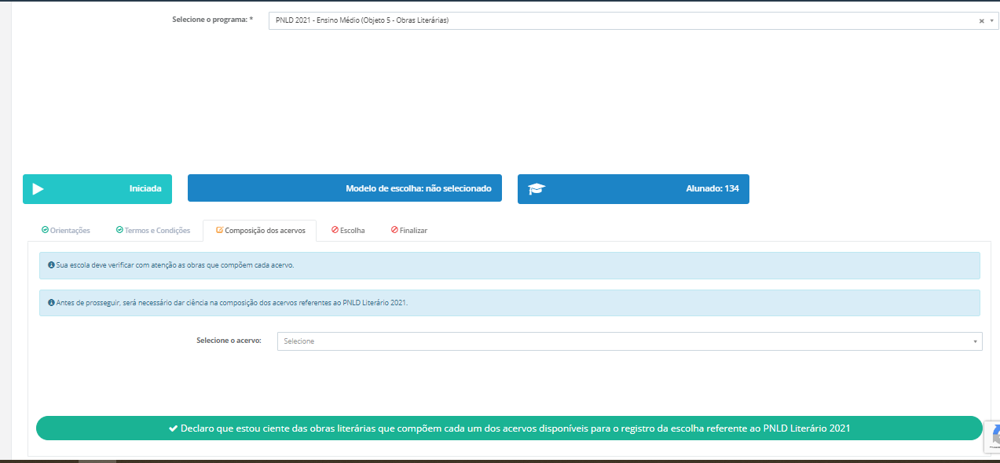 Selecione o programa: *
PNLD 2021 - Ensino Médio (Objeto 5 - Obras Literárias)
Iniciada
Modelo de escolha: não selecionado
Alunado: 134
Orientações
Termos e Condições
Composição dos acervos
Escolha
Finalizar
Sua escola deve verificar com atenção as obras que compõem cada acervo.
Antes de prosseguir, será necessário dar ciência na composição dos acervos referentes ao PNLD Literário 2021.
Selecione o acervo:
Selecione
Declaro que estou ciente das obras literárias que compõem cada um dos acervos disponíveis para o registro da escolha referente ao PNLD Literário 2021